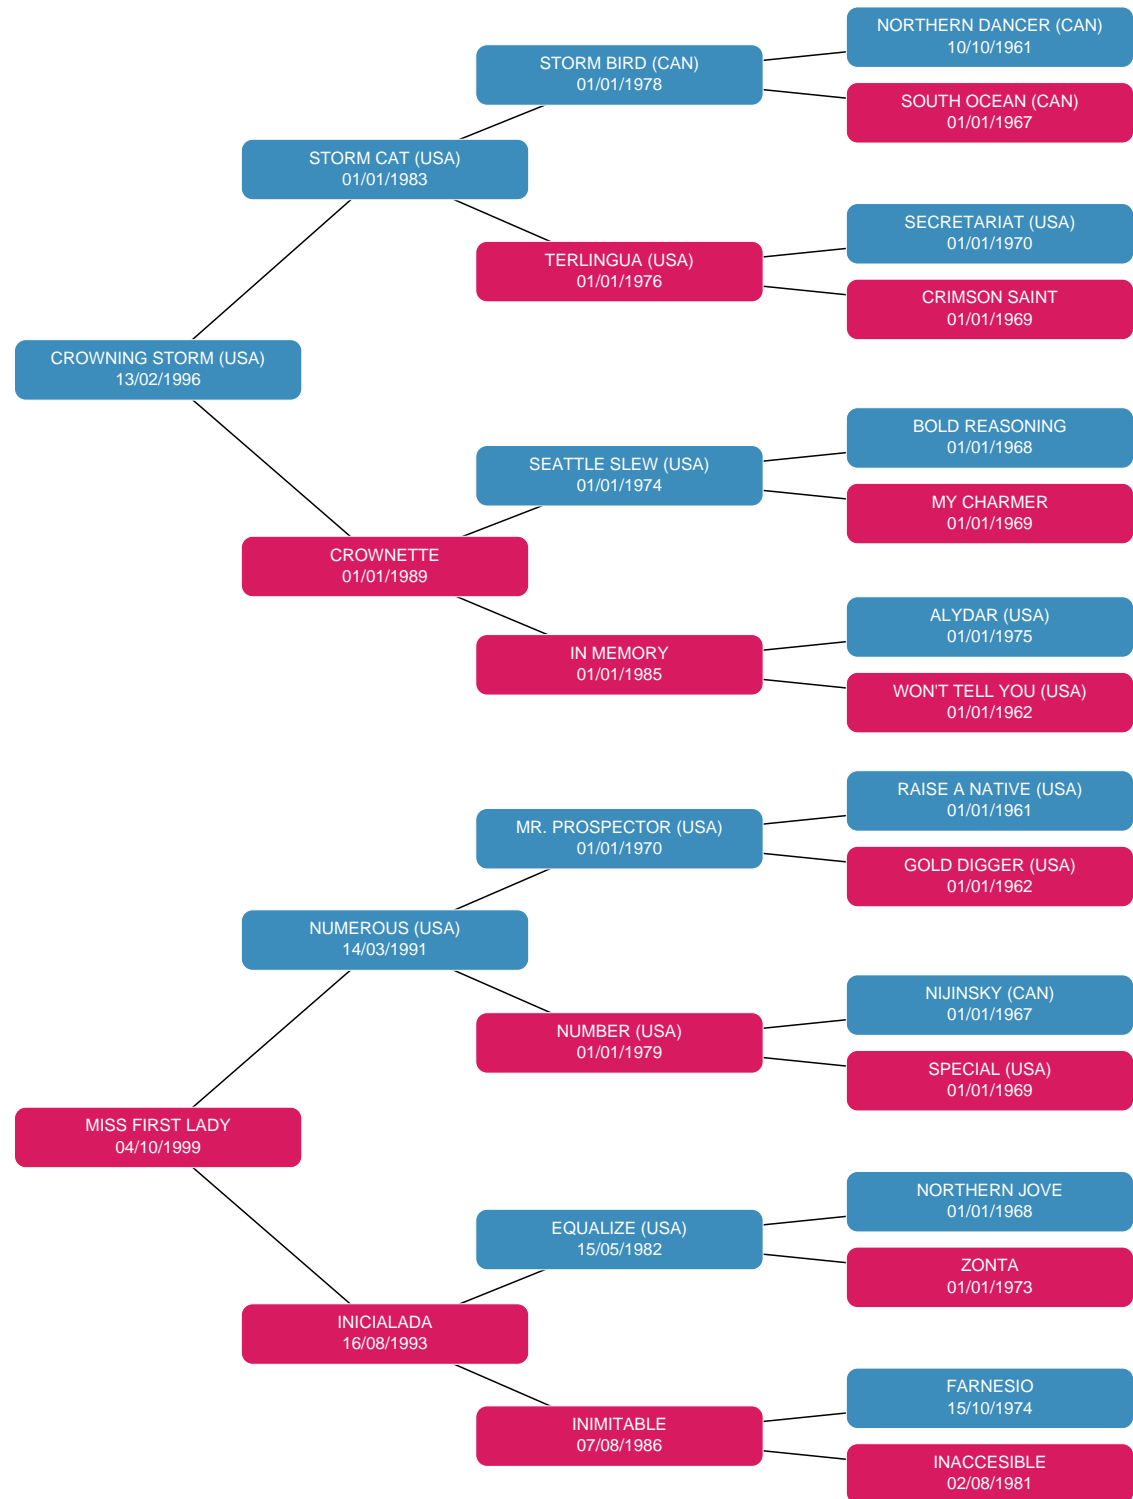 NORTHERN DANCER (CAN)
10/10/1961
STORM BIRD (CAN)
01/01/1978
SOUTH OCEAN (CAN)
01/01/1967
STORM CAT (USA)
01/01/1983
SECRETARIAT (USA)
01/01/1970
TERLINGUA (USA)
01/01/1976
CRIMSON SAINT
01/01/1969
CROWNING STORM (USA)
13/02/1996
BOLD REASONING
01/01/1968
SEATTLE SLEW (USA)
01/01/1974
MY CHARMER
01/01/1969
CROWNETTE
01/01/1989
ALYDAR (USA)
01/01/1975
IN MEMORY
01/01/1985
WON'T TELL YOU (USA)
01/01/1962
RAISE A NATIVE (USA)
01/01/1961
MR. PROSPECTOR (USA)
01/01/1970
GOLD DIGGER (USA)
01/01/1962
NUMEROUS (USA)
14/03/1991
NIJINSKY (CAN)
01/01/1967
NUMBER (USA)
01/01/1979
SPECIAL (USA)
01/01/1969
MISS FIRST LADY
04/10/1999
NORTHERN JOVE
01/01/1968
EQUALIZE (USA)
15/05/1982
ZONTA
01/01/1973
INICIALADA
16/08/1993
FARNESIO
15/10/1974
INIMITABLE
07/08/1986
INACCESIBLE
02/08/1981